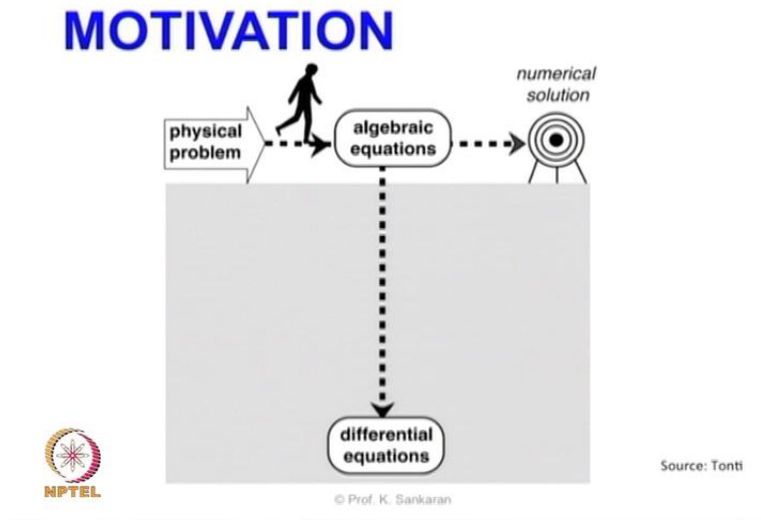 MOTIVATION
numerical
solution
physical
problem
algebraic
equations
differential
equations
Source: Tonti
NPTEL
© Prof. K. Sankaran